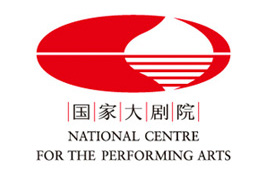 国家大剧院
NATIONAL CENTRE
FOR THE PERFORMING ARTS